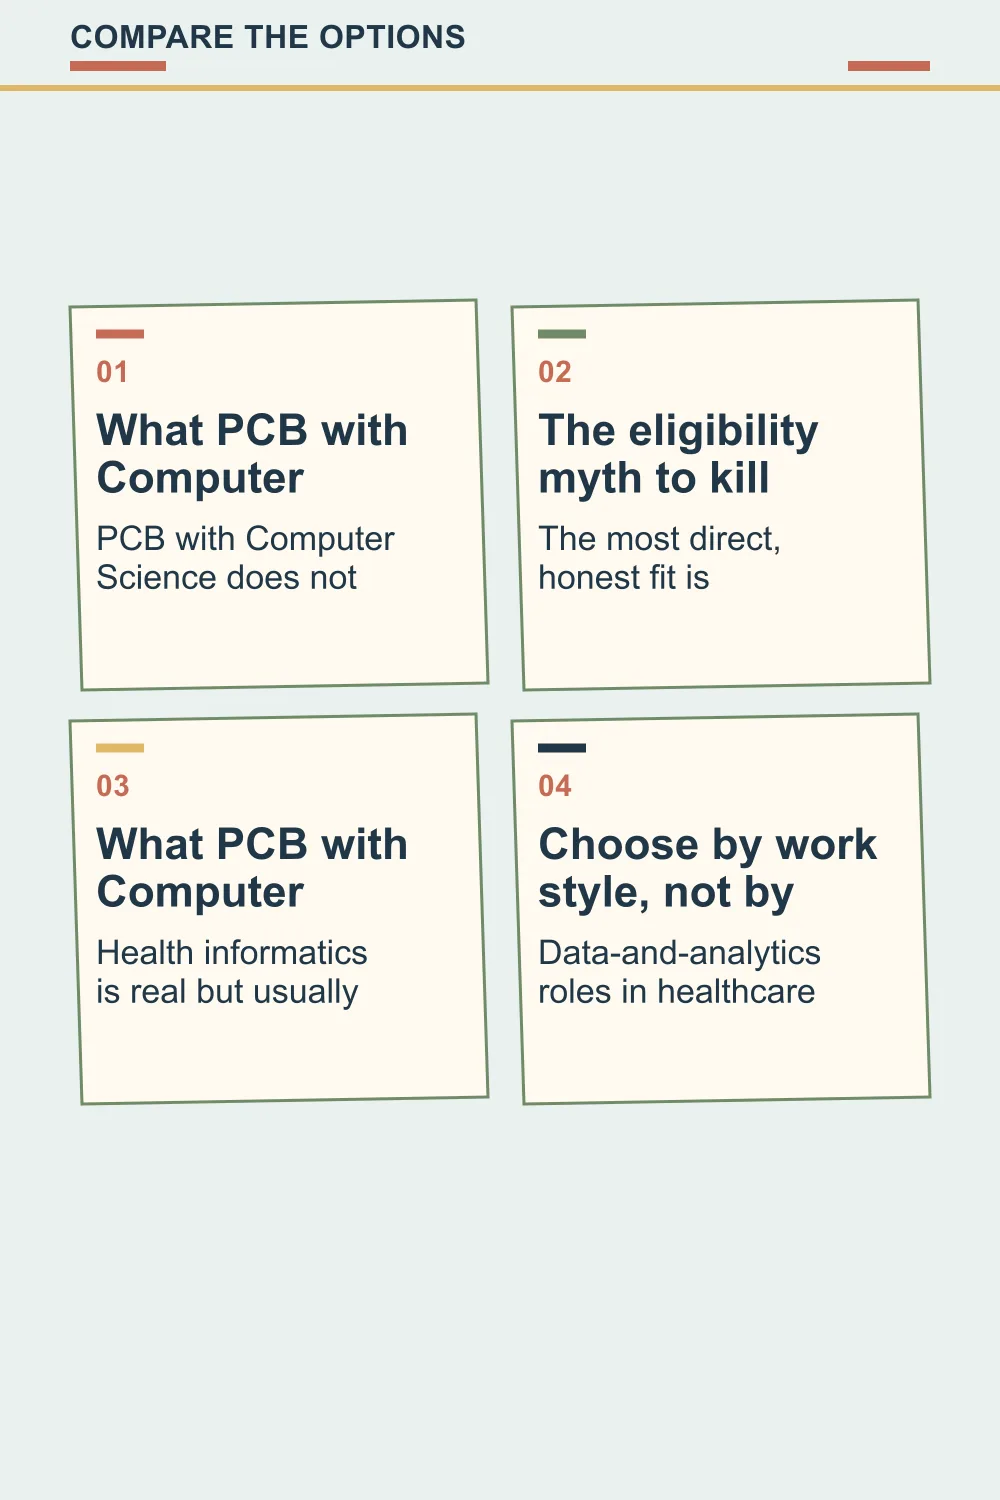 COMPARE THE OPTIONS
01
What PCB with
Computer
PCB with Computer
Science does not
02
The eligibility
myth to kill
The most direct,
honest fit is
03
What PCB with
Computer
Health informatics
is real but usually
04
Choose by work
style, not by
Data-and-analytics
roles in healthcare